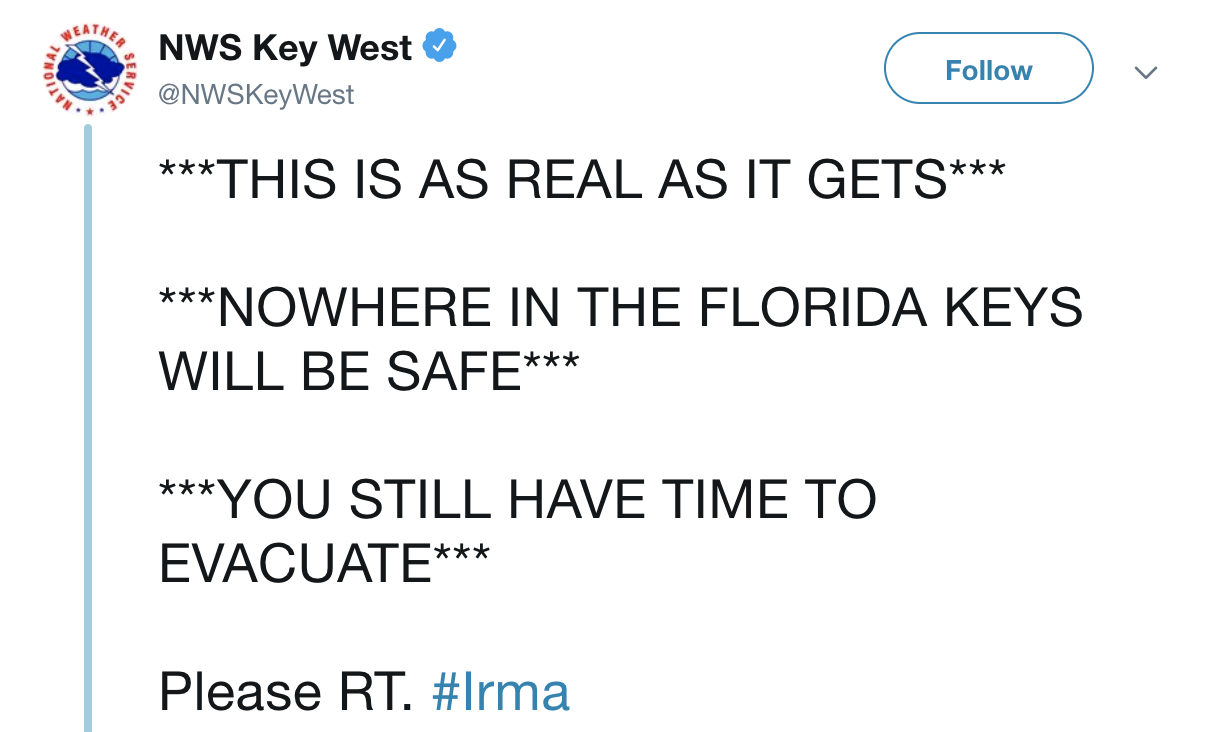 NATIONAL WEATHER SERVICE
NWS Key West
@NWSKeyWest
Follow
***THIS IS AS REAL AS IT GETS***
***NOWHERE IN THE FLORIDA KEYS
WILL BE SAFE***
***YOU STILL HAVE TIME TO
EVACUATE***
Please RT. #Irma